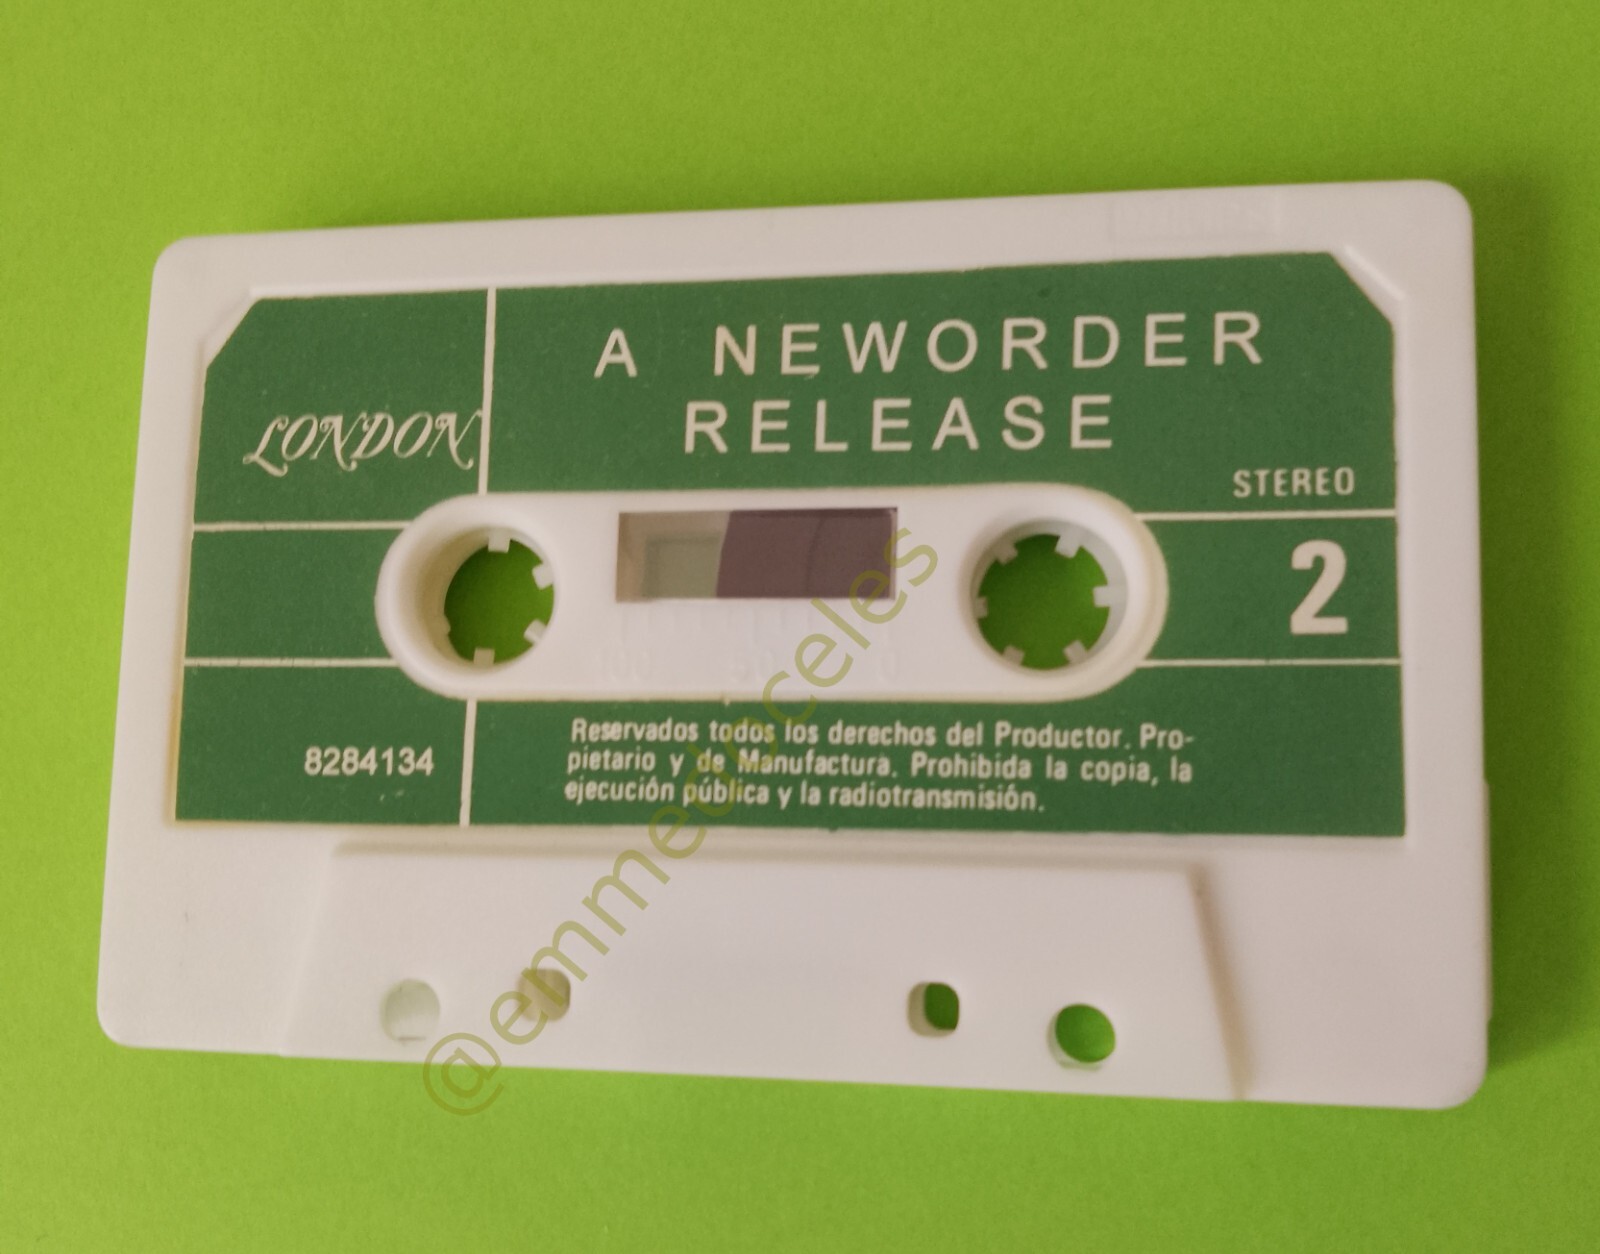 A NEWORDER
RELEASE
LONDON
STEREO
2
8284134
Reservados todos los derechos del Productor. Pro-
pietario y de Manufactura. Prohibida la copia, la
ejecución pública y la radiotransmisión.
@emmedoceles